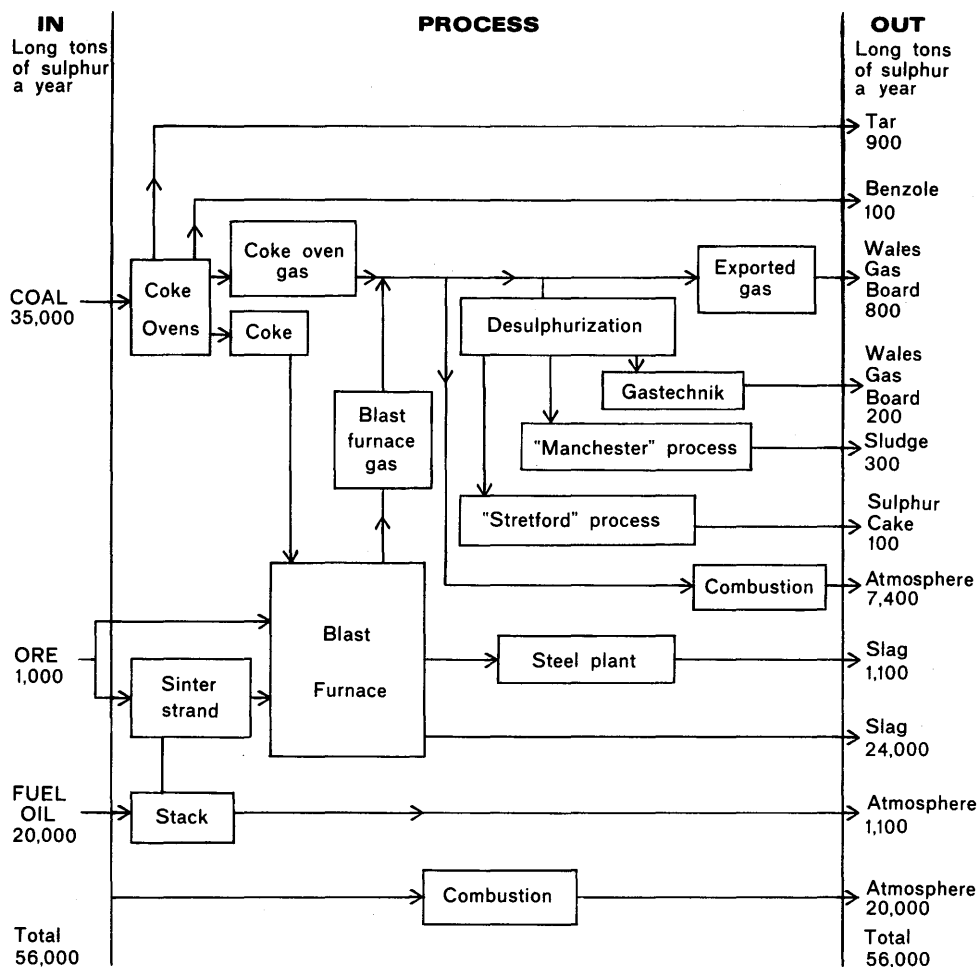 IN
Long tons
of sulphur
a year
PROCESS
OUT
Long tons
of sulphur
a year
Tar
900
Benzole
100
Coke oven
gas
Exported
gas
Wales
Gas
Board
800
COAL
35,000
Coke
Ovens
Coke
Desulphurization
Gastechnik
Wales
Gas
Board
200
Blast
furnace
gas
"Manchester" process
Sludge
300
"Stretford" process
Sulphur
Cake
100
Combustion
Atmosphere
7,400
ORE
1,000
Sinter
strand
Blast
Furnace
Steel plant
Slag
1,100
Slag
24,000
FUEL
OIL
20,000
Stack
Atmosphere
1,100
Combustion
Atmosphere
20,000
Total
56,000
Total
56,000